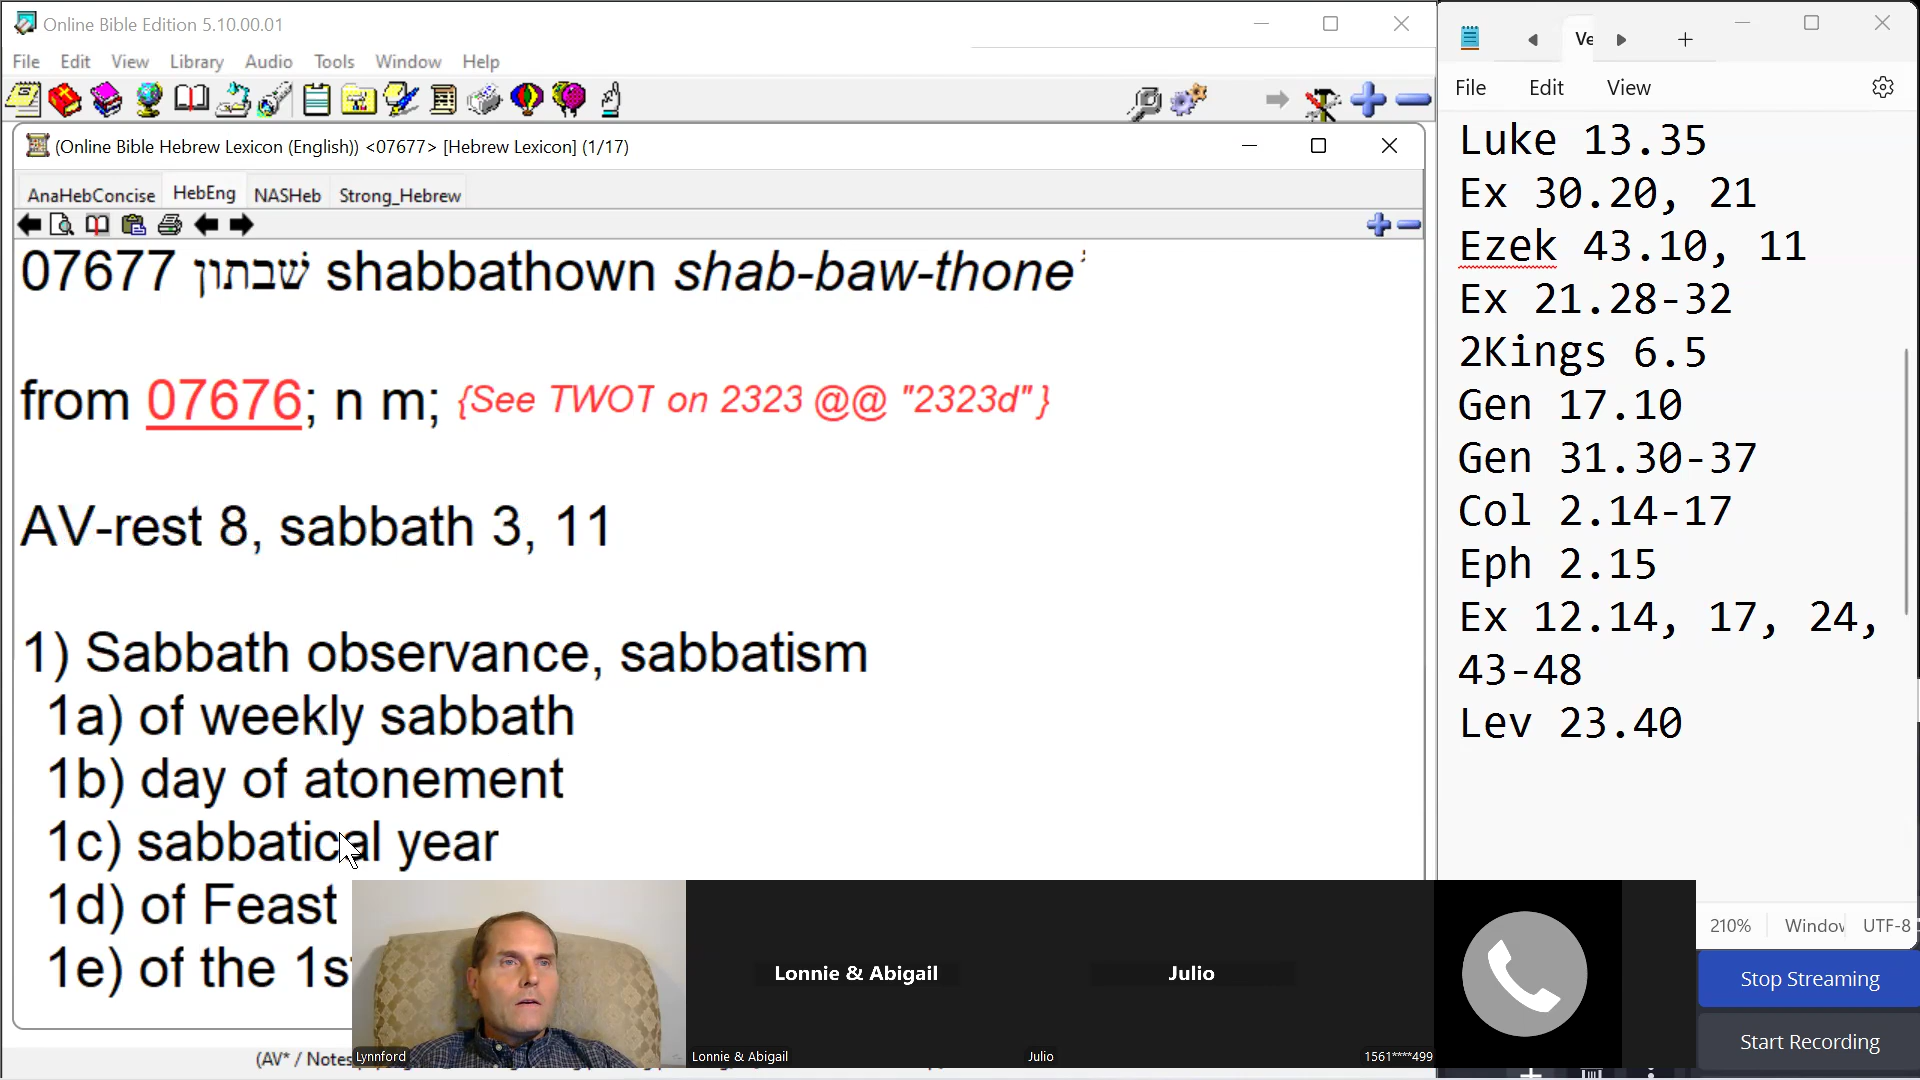 Online Bible Edition 5.10.00.01
File Edit View Library Audio Tools Window Help
(Online Bible Hebrew Lexicon (English)) <07677> [Hebrew Lexicon] (1/17)
AnaHebConcise HebEng NASHeb Strong_Hebrew
07677 שבתון shabbathown shab-baw-thone’
from 07676; n m; {See TWOT on 2323 @@ "2323d" }
AV-rest 8, sabbath 3, 11
1) Sabbath observance, sabbatism
1a) of weekly sabbath
1b) day of atonement
1c) sabbatical year
1d) of Feast
1e) of the 1st
(AV* / Notes
Lynnford
Lonnie & Abigail
Lonnie & Abigail
Julio
Julio
1561****499
Ve
File Edit View
Luke 13.35
Ex 30.20, 21
Ezek 43.10, 11
Ex 21.28-32
2Kings 6.5
Gen 17.10
Gen 31.30-37
Col 2.14-17
Eph 2.15
Ex 12.14, 17, 24,
43-48
Lev 23.40
210% Window UTF-8
Stop Streaming
Start Recording